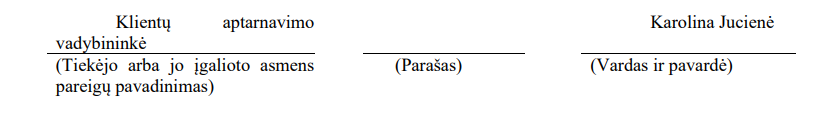 Klientų aptarnavimo Karolina Jucienė
vadybininkė
(Tiekėjo arba jo įgalioto asmens (Parašas) (Vardas ir pavardė)
pareigų pavadinimas)